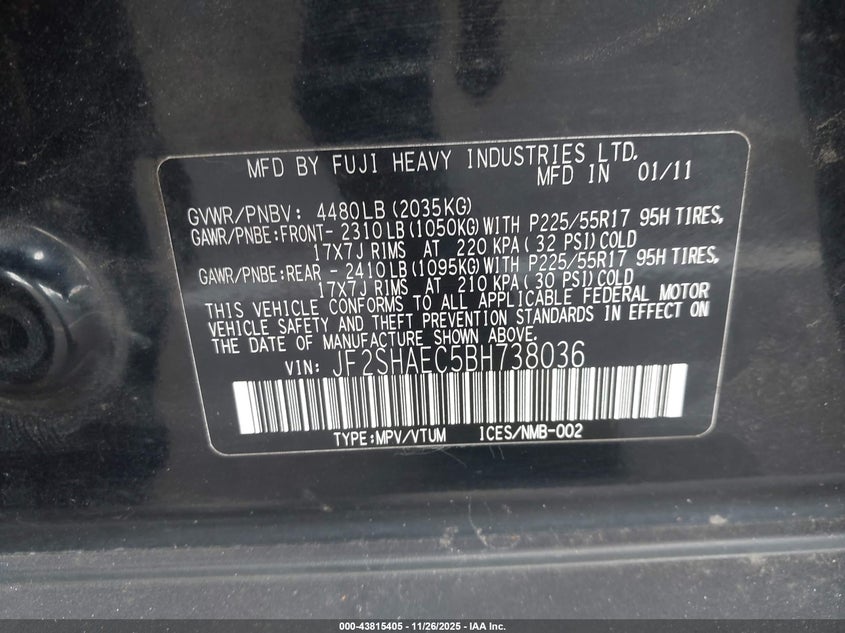 MFD BY FUJI HEAVY INDUSTRIES LTD.
MFD IN 01/11
GVWR/PNBV: 4480LB(2035KG)
GAWR/PNBE:FRONT- 2310LB(1050KG)WITH P225/55R17 95H TIRES,
17X7J RIMS AT 220 KPA(32 PSI)COLD
GAWR/PNBE:REAR - 2410LB(1095KG)WITH P225/55R17 95H TIRES,
17X7J RIMS AT 210 KPA(30 PSI)COLD
THIS VEHICLE CONFORMS TO ALL APPLICABLE FEDERAL MOTOR
VEHICLE SAFETY AND THEFT PREVENTION STANDARDS IN EFFECT ON
THE DATE OF MANUFACTURE SHOWN ABOVE.
VIN: JF2SHAEC5BH738036
TYPE:MPV/VTUM ICES/NMB-002
000-43815405 - 11/26/2025 - IAA Inc.